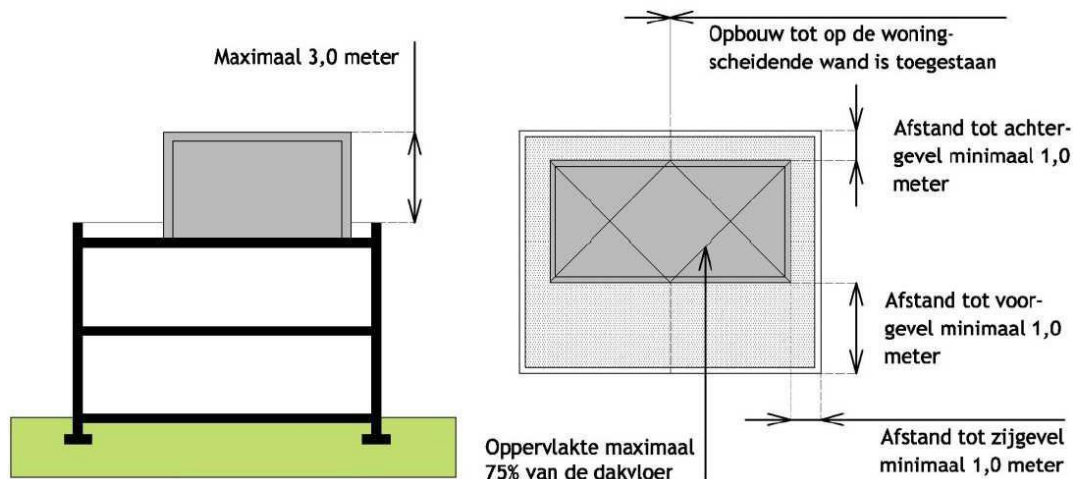 Maximaal 3,0 meter
Opbouw tot op de woning-
scheidende wand is toegestaan
Afstand tot achter-
gevel minimaal 1,0
meter
Afstand tot voor-
gevel minimaal 1,0
meter
Oppervlakte maximaal
75% van de dakvloer
Afstand tot zijgevel
minimaal 1,0 meter